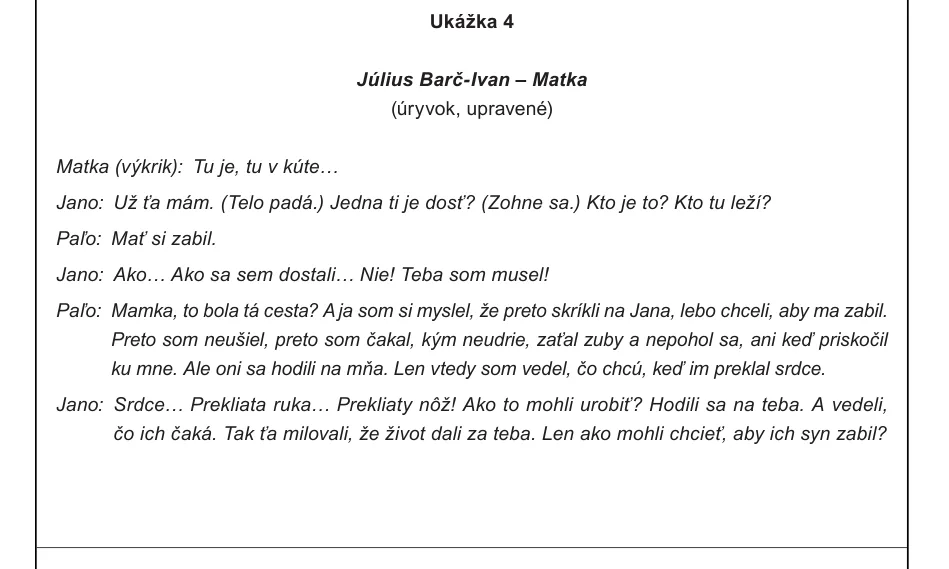 Ukážka 4
Július Barč-Ivan – Matka
(úryvok, upravené)
Matka (výkrik): Tu je, tu v kúte…
Jano: Už ťa mám. (Telo padá.) Jedna ti je dosť? (Zohne sa.) Kto je to? Kto tu leží?
Paľo: Mať si zabil.
Jano: Ako… Ako sa sem dostali… Nie! Teba som musel!
Paľo: Mamka, to bola tá cesta? A ja som si myslel, že preto skríkli na Jana, lebo chceli, aby ma zabil.
Preto som neušiel, preto som čakal, kým neudrie, zaťal zuby a nepohol sa, ani keď priskočil
ku mne. Ale oni sa hodili na mňa. Len vtedy som vedel, čo chcú, keď im preklal srdce.
Jano: Srdce… Prekliata ruka… Prekliaty nôž! Ako to mohli urobiť? Hodili sa na teba. A vedeli,
čo ich čaká. Tak ťa milovali, že život dali za teba. Len ako mohli chcieť, aby ich syn zabil?